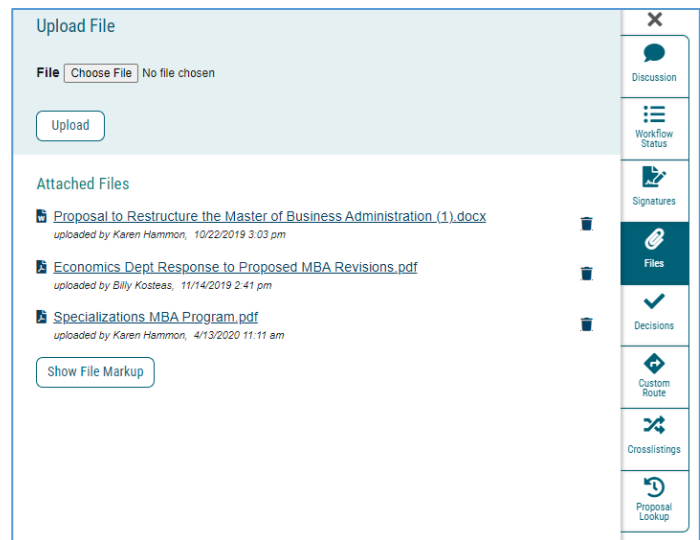 Upload File
File Choose File No file chosen
Upload
Attached Files
Proposal to Restructure the Master of Business Administration (1).docx
uploaded by Karen Hammon, 10/22/2019 3:03 pm
Economics Dept Response to Proposed MBA Revisions.pdf
uploaded by Billy Kosteas, 11/14/2019 2:41 pm
Specializations MBA Program.pdf
uploaded by Karen Hammon, 4/13/2020 11:11 am
Show File Markup
Discussion
Workflow
Status
Signatures
Files
Decisions
Custom
Route
Crosslistings
Proposal
Lookup